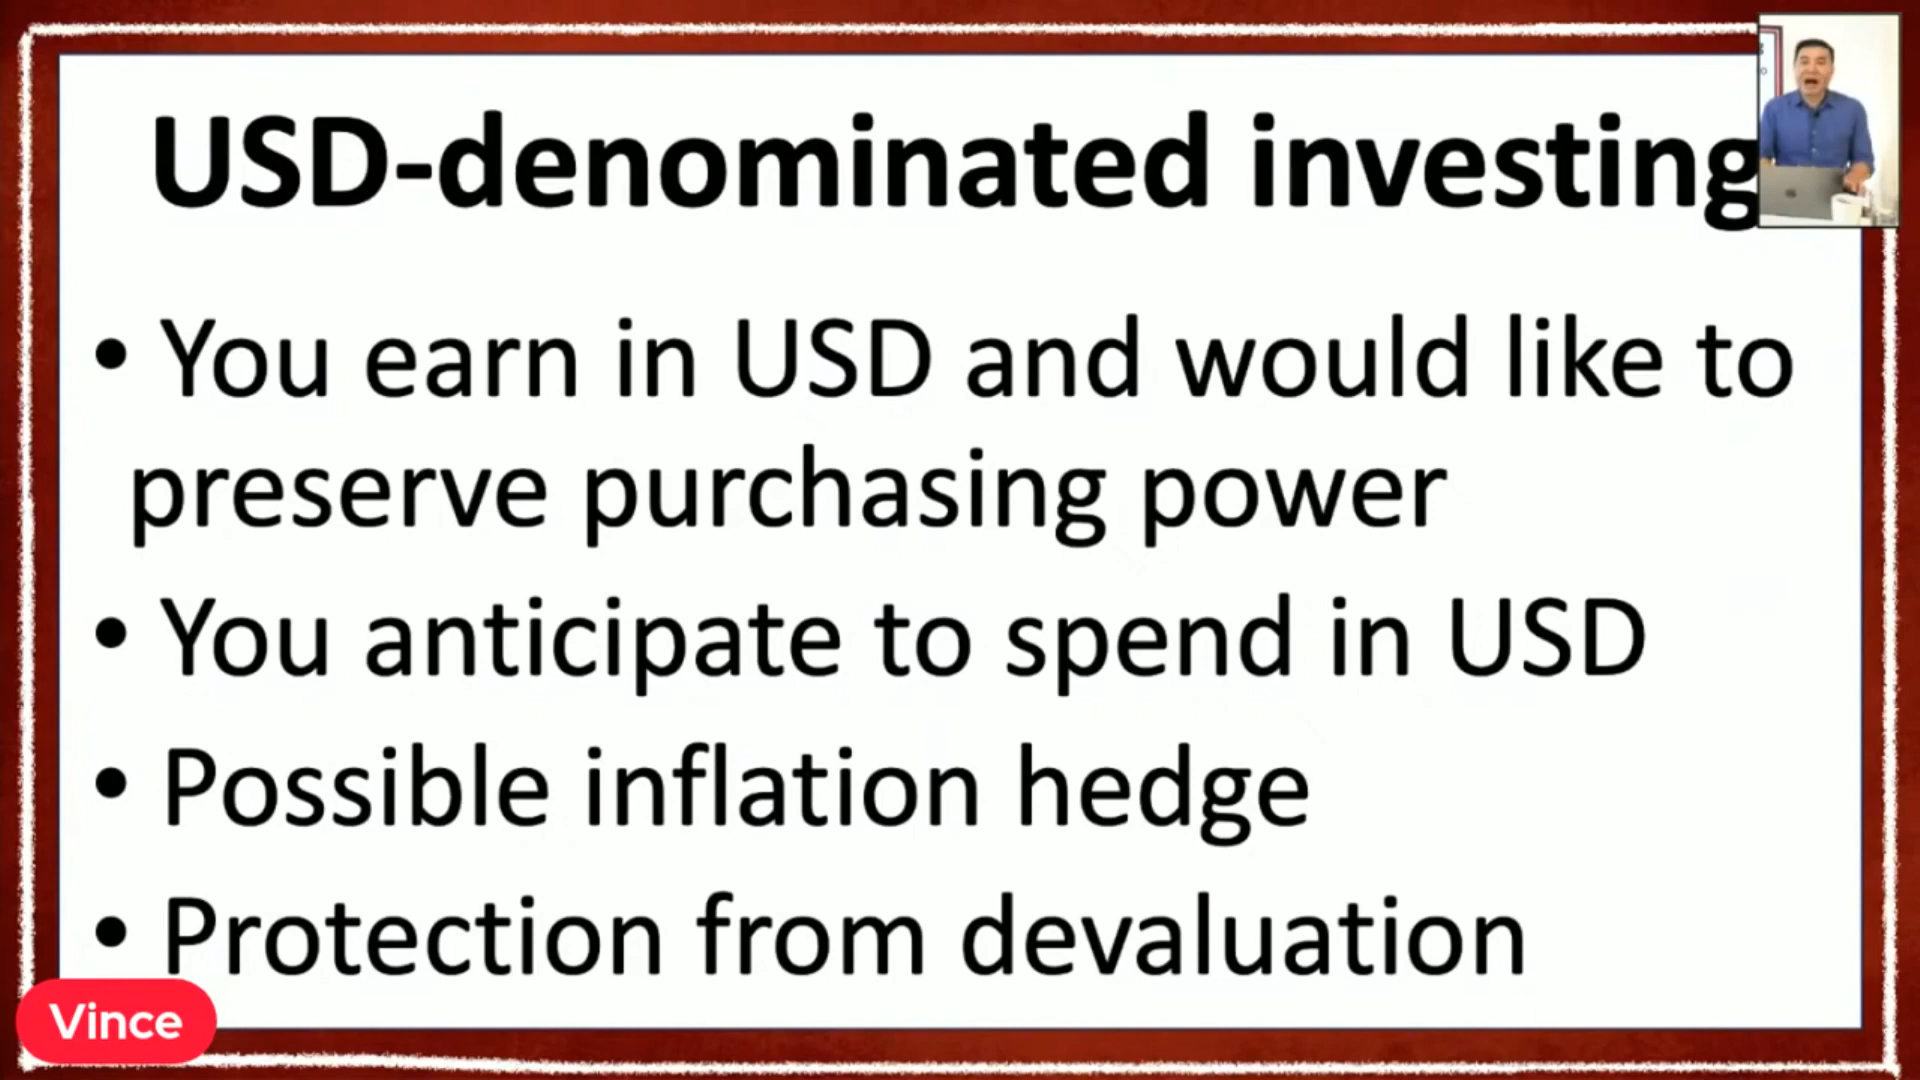 USD-denominated investing
• You earn in USD and would like to
preserve purchasing power
• You anticipate to spend in USD
• Possible inflation hedge
• Protection from devaluation
Vince